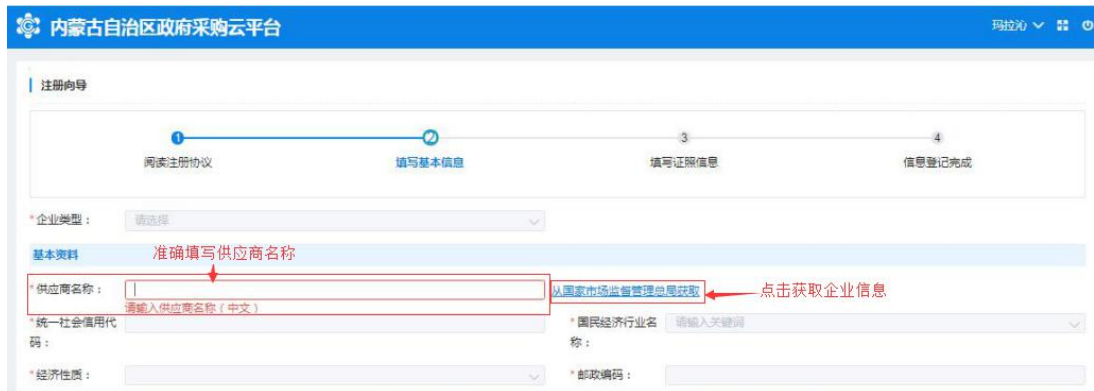 内蒙古自治区政府采购云平台
玛拉沁
注册向导
1 2 3 4
阅读注册协议 填写基本信息 填写证照信息 信息登记完成
*企业类型： 请选择
基本资料 准确填写供应商名称
*供应商名称： 从国家市场监督管理总局获取 点击获取企业信息
请输入供应商名称（中文）
*统一社会信用代 *国民经济行业名 请输入关键词
码： 称：
*经济性质： *邮政编码：